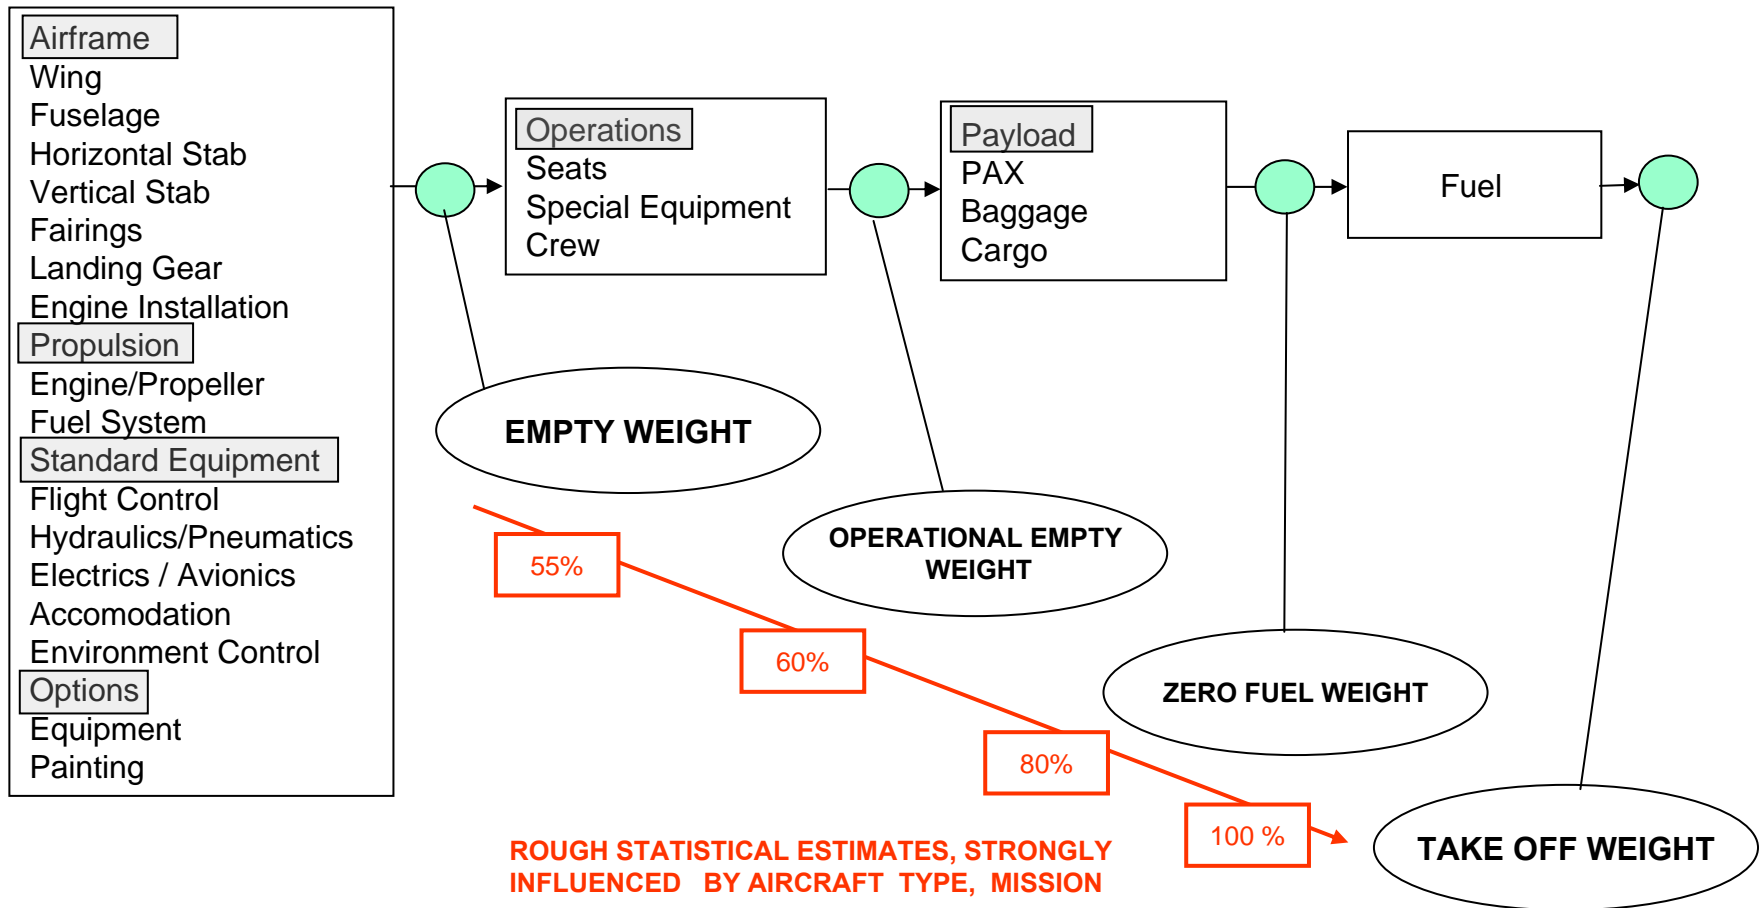 Airframe
Wing
Fuselage
Horizontal Stab
Vertical Stab
Fairings
Landing Gear
Engine Installation
Propulsion
Engine/Propeller
Fuel System
Standard Equipment
Flight Control
Hydraulics/Pneumatics
Electrics / Avionics
Accomodation
Environment Control
Options
Equipment
Painting
Operations
Seats
Special Equipment
Crew
Payload
PAX
Baggage
Cargo
Fuel
EMPTY WEIGHT
OPERATIONAL EMPTY
WEIGHT
ZERO FUEL WEIGHT
TAKE OFF WEIGHT
55%
60%
80%
100 %
ROUGH STATISTICAL ESTIMATES, STRONGLY
INFLUENCED BY AIRCRAFT TYPE, MISSION